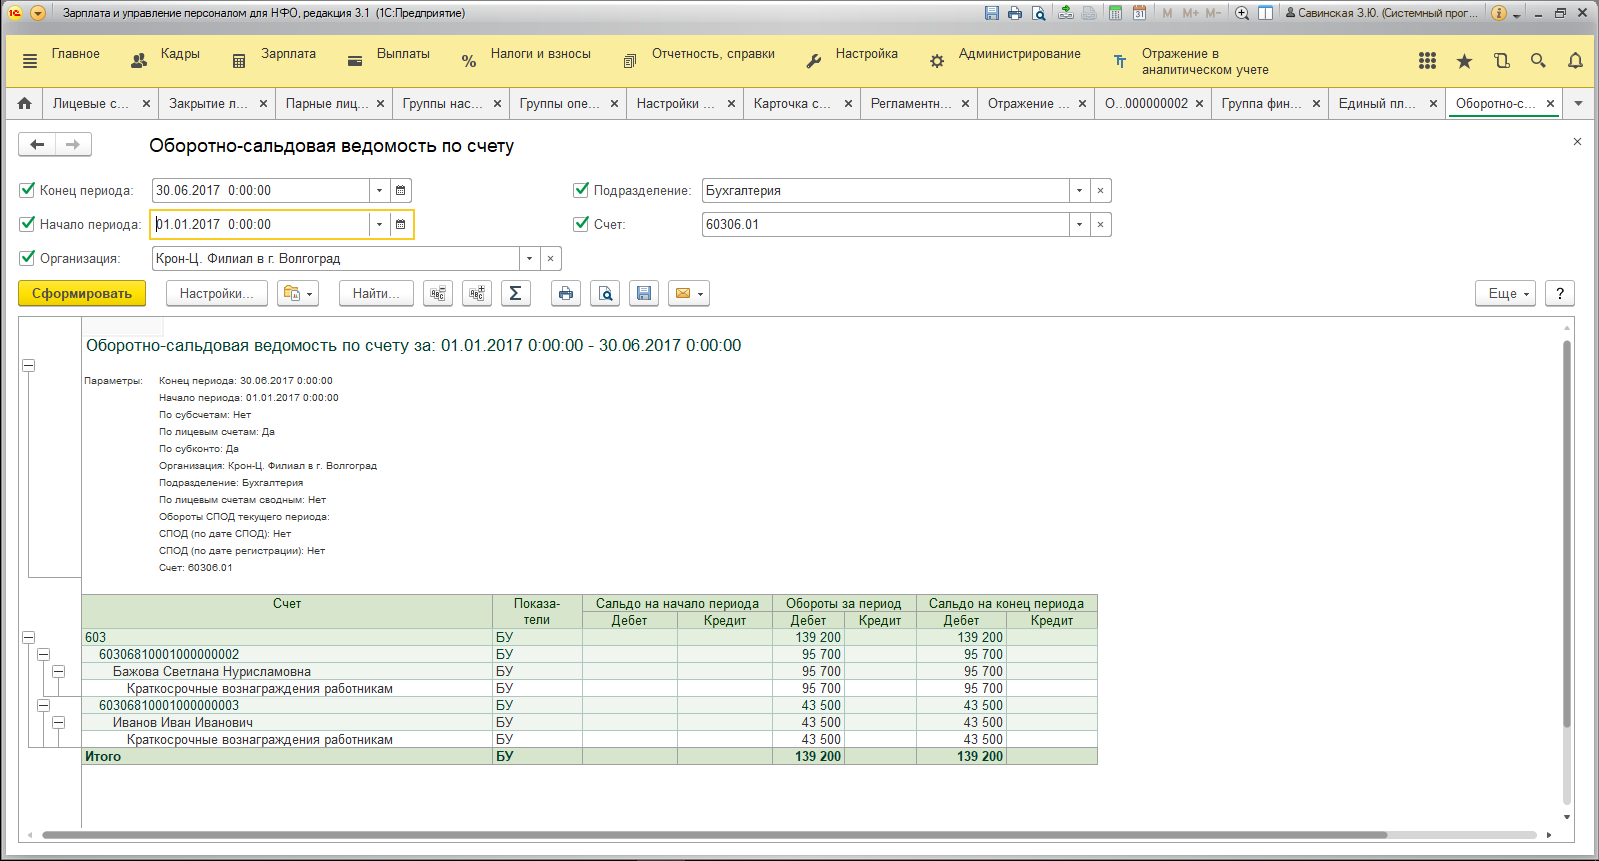 Зарплата и управление персоналом для НФО, редакция 3.1 (1С:Предприятие)
M M+ M- Савинская З.Ю. (Системный прог...
Главное Кадры Зарплата Выплаты Налоги и взносы Отчетность, справки Настройка Администрирование Отражение в
аналитическом учете
Лицевые с... Закрытие л... Парные лиц... Группы нас... Группы опе... Настройки ... Карточка с... Регламентн... Отражение ... О...000000002 Группа фин... Единый пл... Оборотно-с...
Оборотно-сальдовая ведомость по счету
Конец периода: 30.06.2017 0:00:00 Подразделение: Бухгалтерия
Начало периода: 01.01.2017 0:00:00 Счет: 60306.01
Организация: Крон-Ц. Филиал в г. Волгоград
Сформировать Настройки... Найти... Σ Еще ?
Оборотно-сальдовая ведомость по счету за: 01.01.2017 0:00:00 - 30.06.2017 0:00:00
Параметры: Конец периода: 30.06.2017 0:00:00
Начало периода: 01.01.2017 0:00:00
По субсчетам: Нет
По лицевым счетам: Да
По субконто: Да
Организация: Крон-Ц. Филиал в г. Волгоград
Подразделение: Бухгалтерия
По лицевым счетам сводным: Нет
Обороты СПОД текущего периода:
СПОД (по дате СПОД): Нет
СПОД (по дате регистрации): Нет
Счет: 60306.01
Счет Показа- Сальдо на начало периода Обороты за период Сальдо на конец периода
тели Дебет Кредит Дебет Кредит Дебет Кредит
603 БУ 139 200 139 200
60306810001000000002 БУ 95 700 95 700
Бажова Светлана Нурисламовна БУ 95 700 95 700
Краткосрочные вознаграждения работникам БУ 95 700 95 700
60306810001000000003 БУ 43 500 43 500
Иванов Иван Иванович БУ 43 500 43 500
Краткосрочные вознаграждения работникам БУ 43 500 43 500
Итого БУ 139 200 139 200